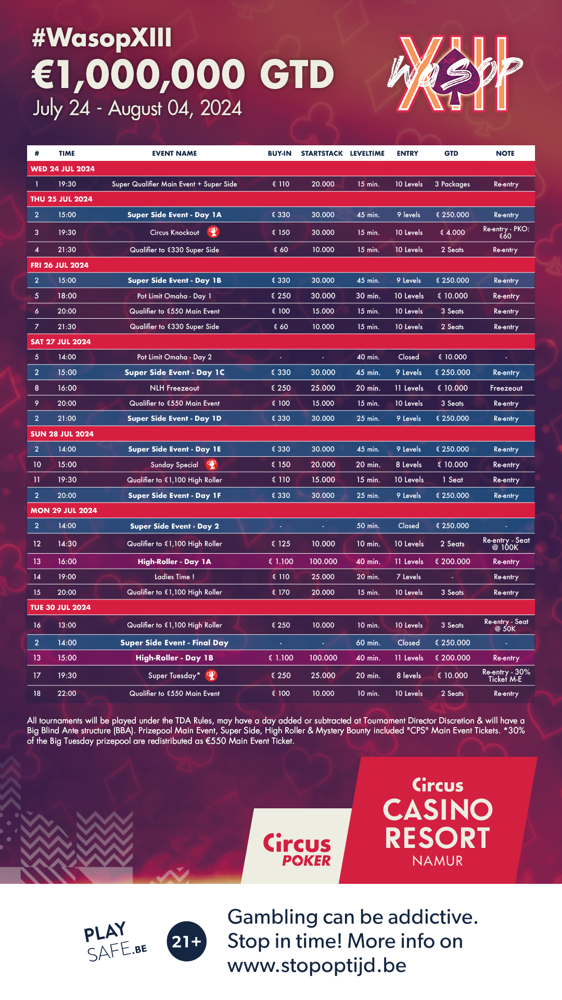 #WasopXIII
€1,000,000 GTD
July 24 - August 04, 2024
XIII
WaSOP
# TIME EVENT NAME BUY-IN STARTSTACK LEVELTIME ENTRY GTD NOTE
WED 24 JUL 2024
1 19:30 Super Qualifier Main Event + Super Side € 110 20.000 15 min. 10 Levels 3 Packages Re-entry
THU 25 JUL 2024
2 15:00 Super Side Event - Day 1A € 330 30.000 45 min. 9 levels € 250.000 Re-entry
3 19:30 Circus Knockout € 150 30.000 15 min. 10 Levels € 4.000 Re-entry - PKO: €60
4 21:30 Qualifier to €330 Super Side € 60 10.000 15 min. 10 Levels 2 Seats Re-entry
FRI 26 JUL 2024
2 15:00 Super Side Event - Day 1B € 330 30.000 45 min. 9 Levels € 250.000 Re-entry
5 18:00 Pot Limit Omaha - Day 1 € 250 30.000 30 min. 10 Levels € 10.000 Re-entry
6 20:00 Qualifier to €550 Main Event € 100 15.000 15 min. 10 Levels 3 Seats Re-entry
7 21:30 Qualifier to €330 Super Side € 60 10.000 15 min. 10 Levels 2 Seats Re-entry
SAT 27 JUL 2024
5 14:00 Pot Limit Omaha - Day 2 - - 40 min. Closed € 10.000 -
2 15:00 Super Side Event - Day 1C € 330 30.000 45 min. 9 Levels € 250.000 Re-entry
8 16:00 NLH Freezeout € 250 25.000 20 min. 11 Levels € 10.000 Freezeout
9 20:00 Qualifier to €550 Main Event € 100 15.000 15 min. 10 Levels 3 Seats Re-entry
2 21:00 Super Side Event - Day 1D € 330 30.000 25 min. 9 Levels € 250.000 Re-entry
SUN 28 JUL 2024
2 14:00 Super Side Event - Day 1E € 330 30.000 45 min. 9 Levels € 250.000 Re-entry
10 15:00 Sunday Special € 150 20.000 20 min. 8 Levels € 10.000 Re-entry
11 19:30 Qualifier to €1,100 High Roller € 110 15.000 15 min. 10 Levels 1 Seat Re-entry
2 20:00 Super Side Event - Day 1F € 330 30.000 25 min. 9 Levels € 250.000 Re-entry
MON 29 JUL 2024
2 14:00 Super Side Event - Day 2 - - 50 min. Closed € 250.000 -
12 14:30 Qualifier to €1,100 High Roller € 125 10.000 10 min. 10 Levels 2 Seats Re-entry - Seat @ 100K
13 16:00 High-Roller - Day 1A € 1.100 100.000 40 min. 11 Levels € 200.000 Re-entry
14 19:00 Ladies Time ! € 110 25.000 20 min. 7 Levels - Re-entry
15 20:00 Qualifier to €1,100 High Roller € 170 20.000 15 min. 10 Levels 3 Seats Re-entry
TUE 30 JUL 2024
16 13:00 Qualifier to €1,100 High Roller € 250 10.000 10 min. 10 Levels 3 Seats Re-entry - Seat @ 50K
2 14:00 Super Side Event - Final Day - - 60 min. Closed € 250.000 -
13 15:00 High-Roller - Day 1B € 1.100 100.000 40 min. 11 Levels € 200.000 Re-entry
17 19:30 Super Tuesday* € 250 25.000 20 min. 8 levels € 10.000 Re-entry - 30% Ticket M-E
18 22:00 Qualifier to €550 Main Event € 100 10.000 10 min. 10 Levels 2 Seats Re-entry
All tournaments will be played under the TDA Rules, may have a day added or subtracted at Tournament Director Discretion & will have a
Big Blind Ante structure (BBA). Prizepool Main Event, Super Side, High Roller & Mystery Bounty included "CPS" Main Event Tickets. *30%
of the Big Tuesday prizepool are redistributed as €550 Main Event Ticket.
Circus
CASINO
RESORT
NAMUR
Circus
POKER
PLAY
SAFE.BE
21+
Gambling can be addictive.
Stop in time! More info on
www.stopoptijd.be